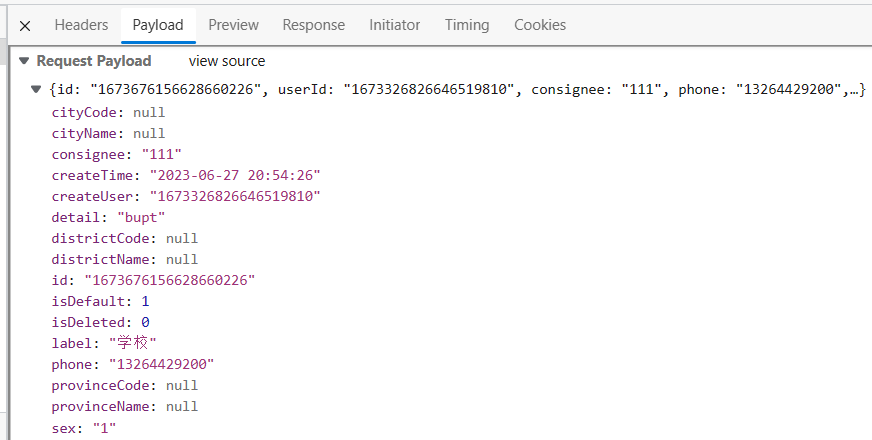 Headers Payload Preview Response Initiator Timing Cookies
Request Payload view source
{id: "1673676156628660226", userId: "1673326826646519810", consignee: "111", phone: "13264429200",…}
cityCode: null
cityName: null
consignee: "111"
createTime: "2023-06-27 20:54:26"
createUser: "1673326826646519810"
detail: "bupt"
districtCode: null
districtName: null
id: "1673676156628660226"
isDefault: 1
isDeleted: 0
label: "学校"
phone: "13264429200"
provinceCode: null
provinceName: null
sex: "1"